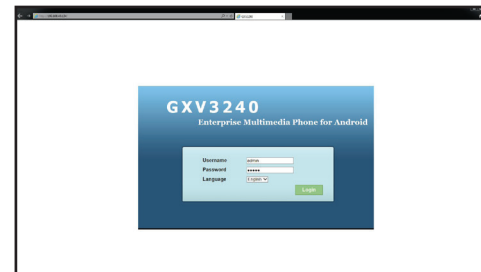 GXV3240
Enterprise Multimedia Phone for Android
Username admin
Password •••••
Language English
Login